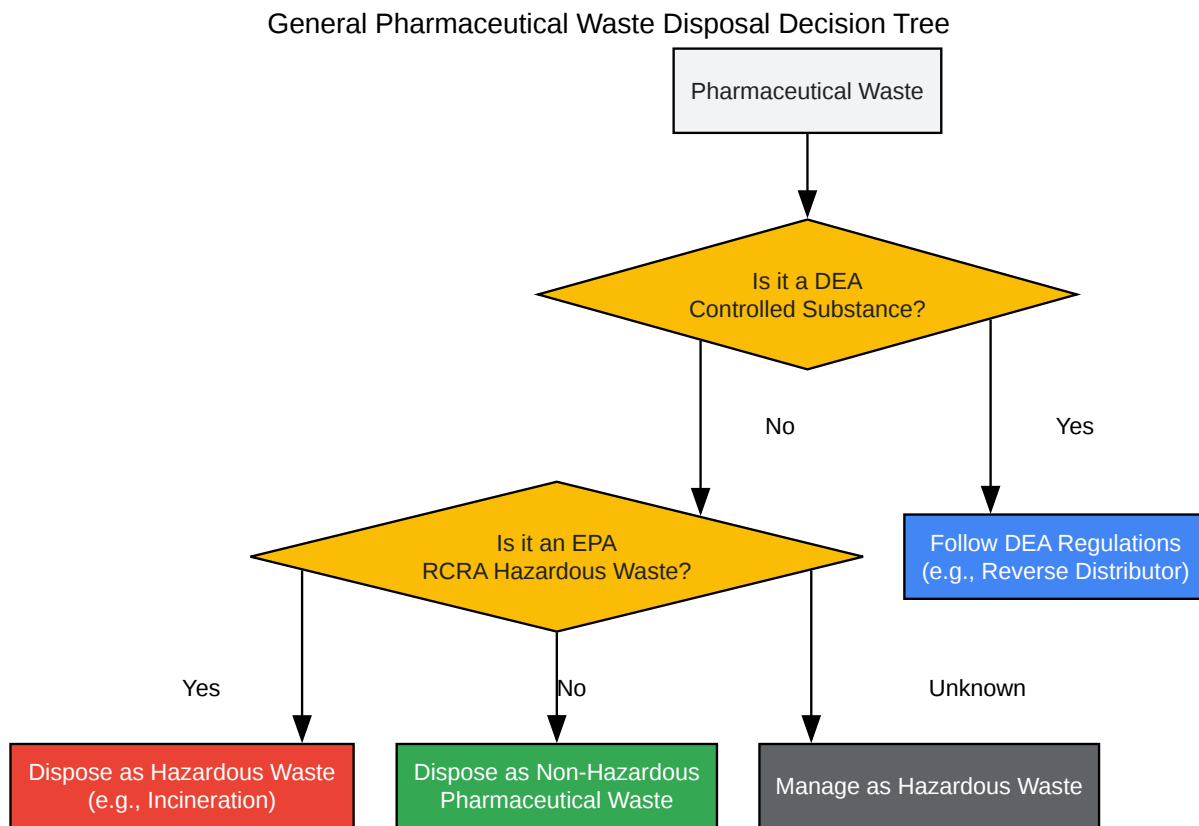 General Pharmaceutical Waste Disposal Decision Tree
Pharmaceutical Waste
Is it a DEA
Controlled Substance?
No
Yes
Is it an EPA
RCRA Hazardous Waste?
Follow DEA Regulations
(e.g., Reverse Distributor)
Yes
No
Unknown
Dispose as Hazardous Waste
(e.g., Incineration)
Dispose as Non-Hazardous
Pharmaceutical Waste
Manage as Hazardous Waste